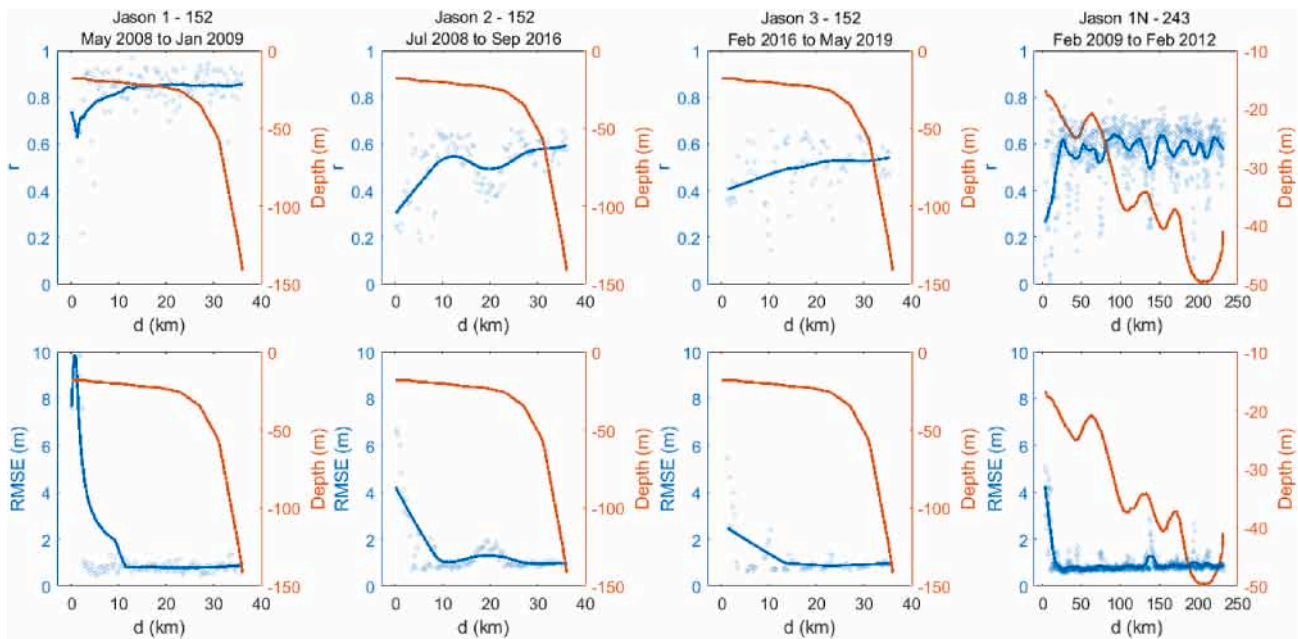 Jason 1 - 152
May 2008 to Jan 2009
Jason 2 - 152
Jul 2008 to Sep 2016
Jason 3 - 152
Feb 2016 to May 2019
Jason 1N - 243
Feb 2009 to Feb 2012
1
0.8
0.6
0.4
0.2
0
r
0
-50
-100
-150
Depth (m)
0 10 20 30 40
d (km)
1
0.8
0.6
0.4
0.2
0
r
0
-50
-100
-150
Depth (m)
0 10 20 30 40
d (km)
1
0.8
0.6
0.4
0.2
0
r
0
-50
-100
-150
Depth (m)
0 10 20 30 40
d (km)
1
0.8
0.6
0.4
0.2
0
r
-10
-20
-30
-40
-50
Depth (m)
0 50 100 150 200 250
d (km)
10
8
6
4
2
0
RMSE (m)
0
-50
-100
-150
Depth (m)
0 10 20 30 40
d (km)
10
8
6
4
2
0
RMSE (m)
0
-50
-100
-150
Depth (m)
0 10 20 30 40
d (km)
10
8
6
4
2
0
RMSE (m)
0
-50
-100
-150
Depth (m)
0 10 20 30 40
d (km)
10
8
6
4
2
0
RMSE (m)
-10
-20
-30
-40
-50
Depth (m)
0 50 100 150 200 250
d (km)